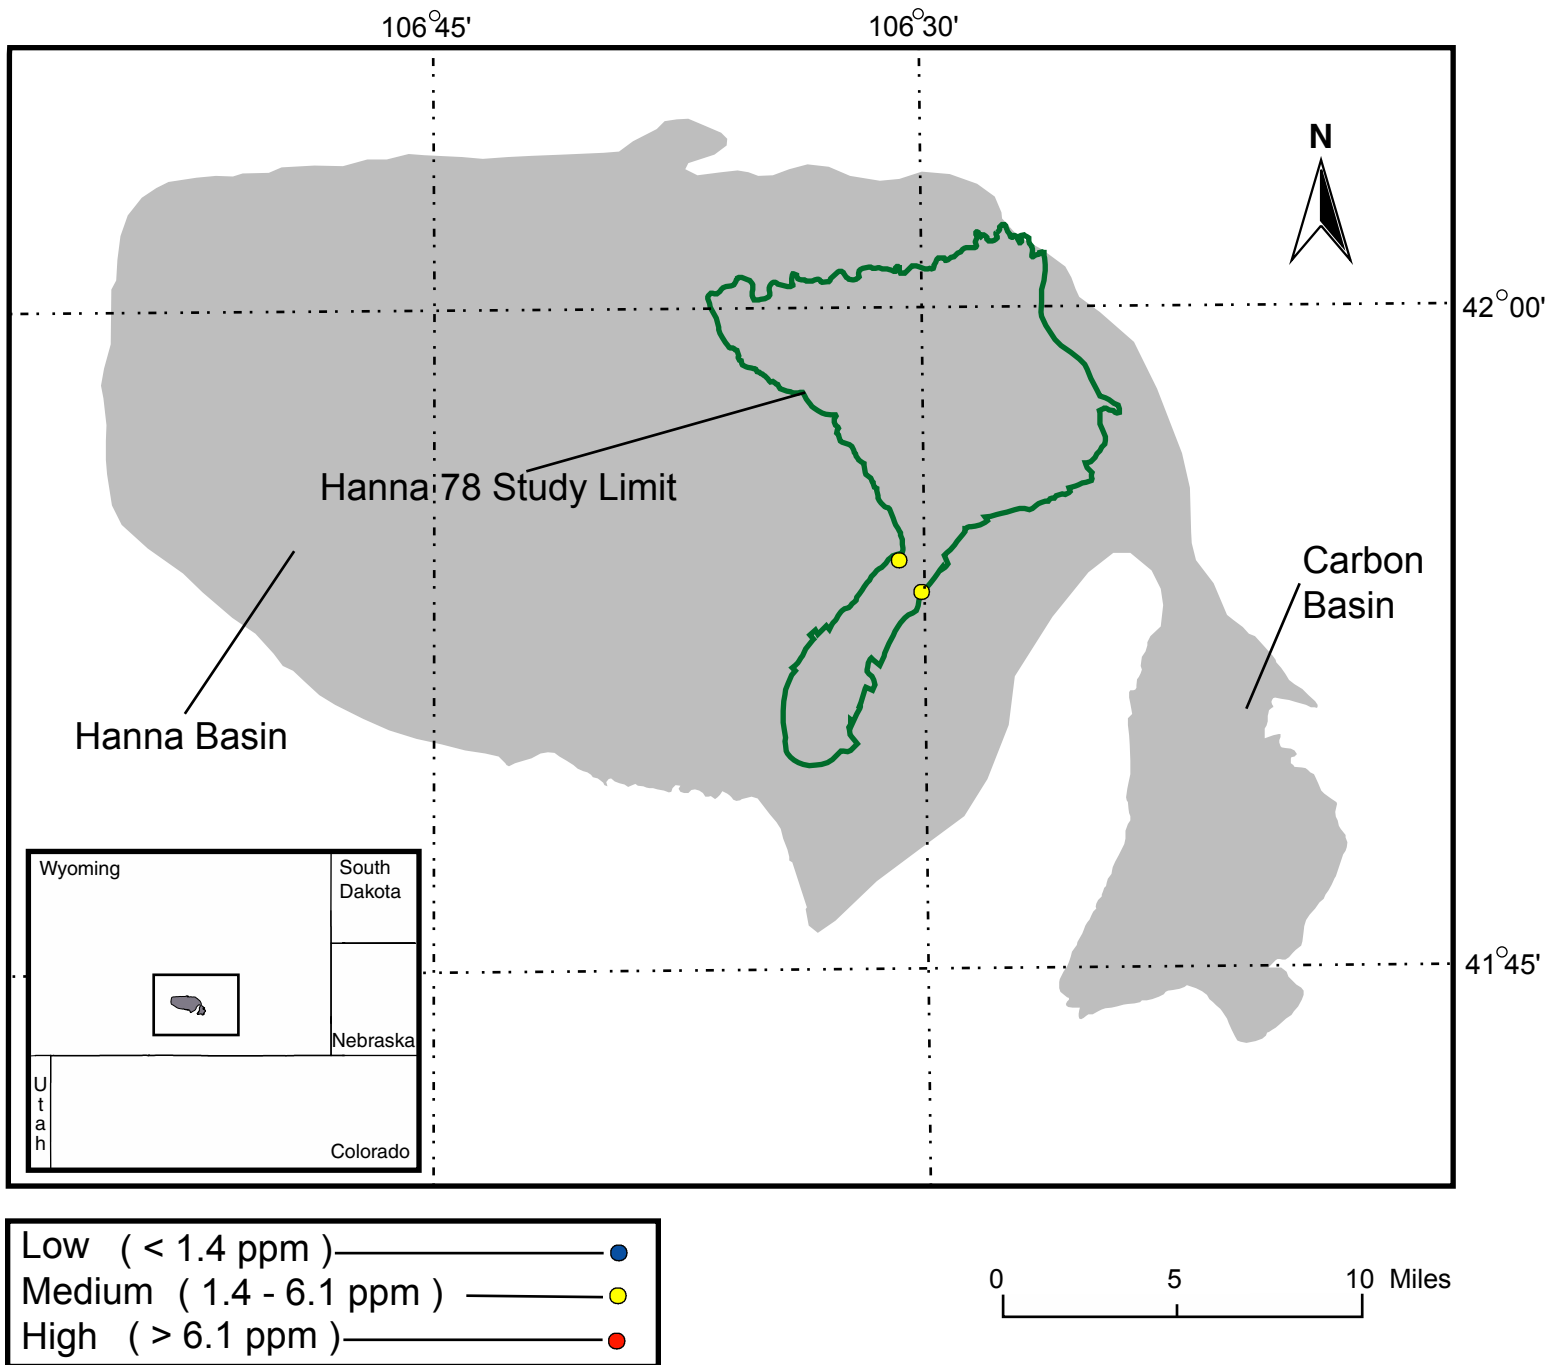 106°45'
106°30'
N
42°00'
Hanna 78 Study Limit
Carbon
Basin
Hanna Basin
Wyoming
South
Dakota
Nebraska
Utah
Colorado
41°45'
Low ( < 1.4 ppm )
Medium ( 1.4 - 6.1 ppm )
High ( > 6.1 ppm )
0 5 10 Miles